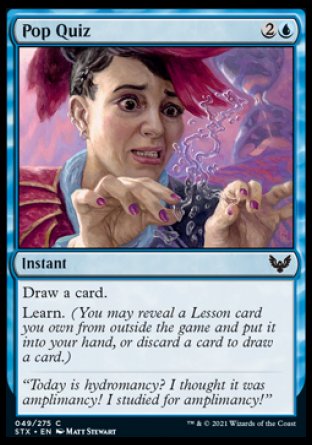 Pop Quiz 2
Instant
Draw a card.
Learn. (You may reveal a Lesson card
you own from outside the game and put it
into your hand, or discard a card to draw
a card.)
"Today is hydromancy? I thought it was
amplimancy! I studied for amplimancy!"
049/275 C
STX • EN Matt Stewart
™ & © 2021 Wizards of the Coast